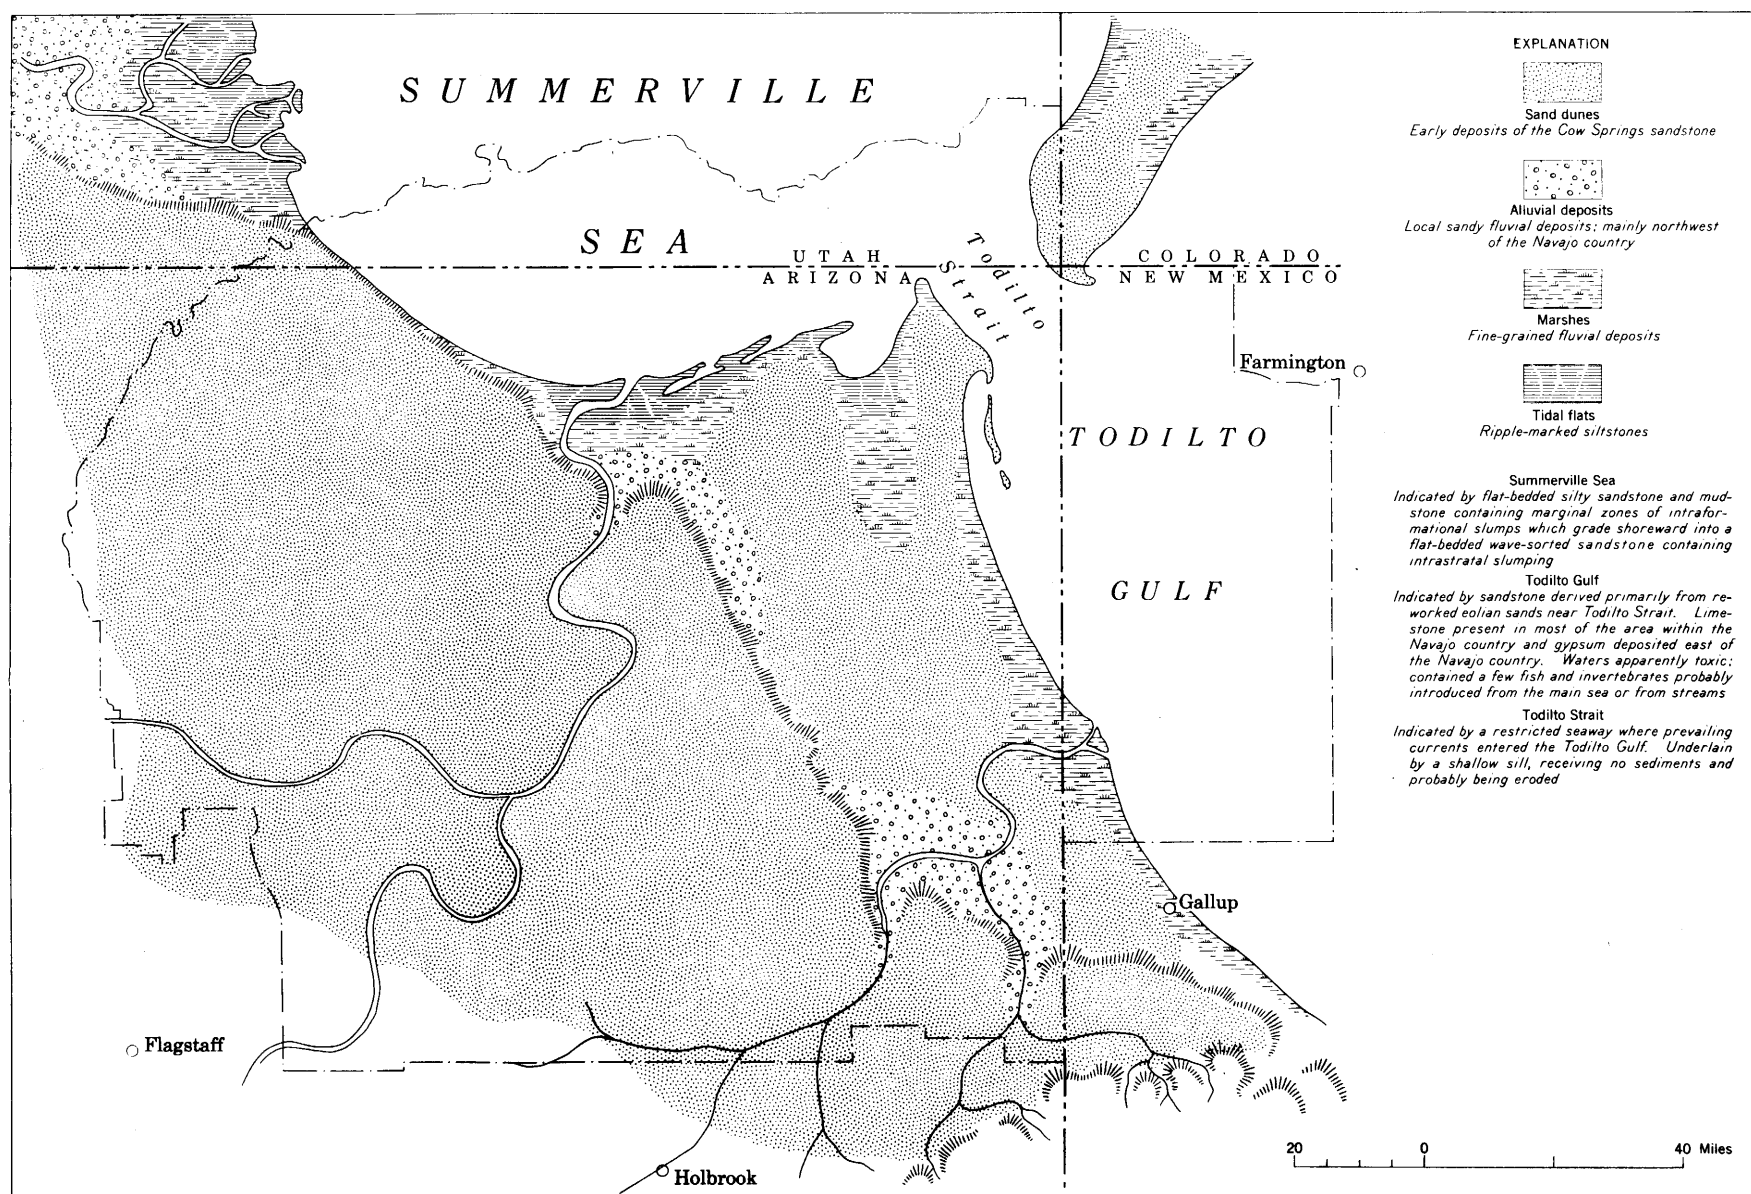 SUMMERVILLE
SEA
UTAH
ARIZONA
Todilto
Strait
COLORADO
NEW MEXICO
Farmington
TODILTO
GULF
Gallup
Flagstaff
Holbrook
EXPLANATION
Sand dunes
Early deposits of the Cow Springs sandstone
Alluvial deposits
Local sandy fluvial deposits; mainly northwest
of the Navajo country
Marshes
Fine-grained fluvial deposits
Tidal flats
Ripple-marked siltstones
Summerville Sea
Indicated by flat-bedded silty sandstone and mud-
stone containing marginal zones of intrafor-
mational slumps which grade shoreward into a
flat-bedded wave-sorted sandstone containing
intrastratal slumping
Todilto Gulf
Indicated by sandstone derived primarily from re-
worked eolian sands near Todilto Strait. Lime-
stone present in most of the area within the
Navajo country and gypsum deposited east of
the Navajo country. Waters apparently toxic;
contained a few fish and invertebrates probably
introduced from the main sea or from streams
Todilto Strait
Indicated by a restricted seaway where prevailing
currents entered the Todilto Gulf. Underlain
by a shallow sill, receiving no sediments and
probably being eroded
20 0 40 Miles